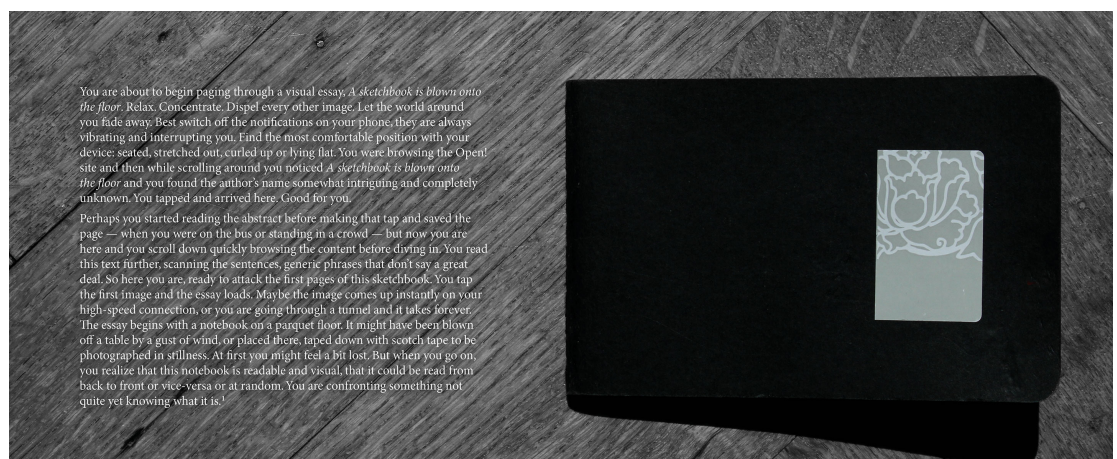 You are about to begin paging through a visual essay, A sketchbook is blown onto
the floor. Relax. Concentrate. Dispel every other image. Let the world around
you fade away. Best switch off the notifications on your phone, they are always
vibrating and interrupting you. Find the most comfortable position with your
device: seated, stretched out, curled up or lying flat. You were browsing the Open!
site and then while scrolling around you noticed A sketchbook is blown onto
the floor and you found the author's name somewhat intriguing and completely
unknown. You tapped and arrived here. Good for you.
Perhaps you started reading the abstract before making that tap and saved the
page — when you were on the bus or standing in a crowd — but now you are
here and you scroll down quickly browsing the content before diving in. You read
this text further, scanning the sentences, generic phrases that don't say a great
deal. So here you are, ready to attack the first pages of this sketchbook. You tap
the first image and the essay loads. Maybe the image comes up instantly on your
high-speed connection, or you are going through a tunnel and it takes forever.
The essay begins with a notebook on a parquet floor. It might have been blown
off a table by a gust of wind, or placed there, taped down with scotch tape to be
photographed in stillness. At first you might feel a bit lost. But when you go on,
you realize that this notebook is readable and visual, that it could be read from
back to front or vice-versa or at random. You are confronting something not
quite yet knowing what it is.¹